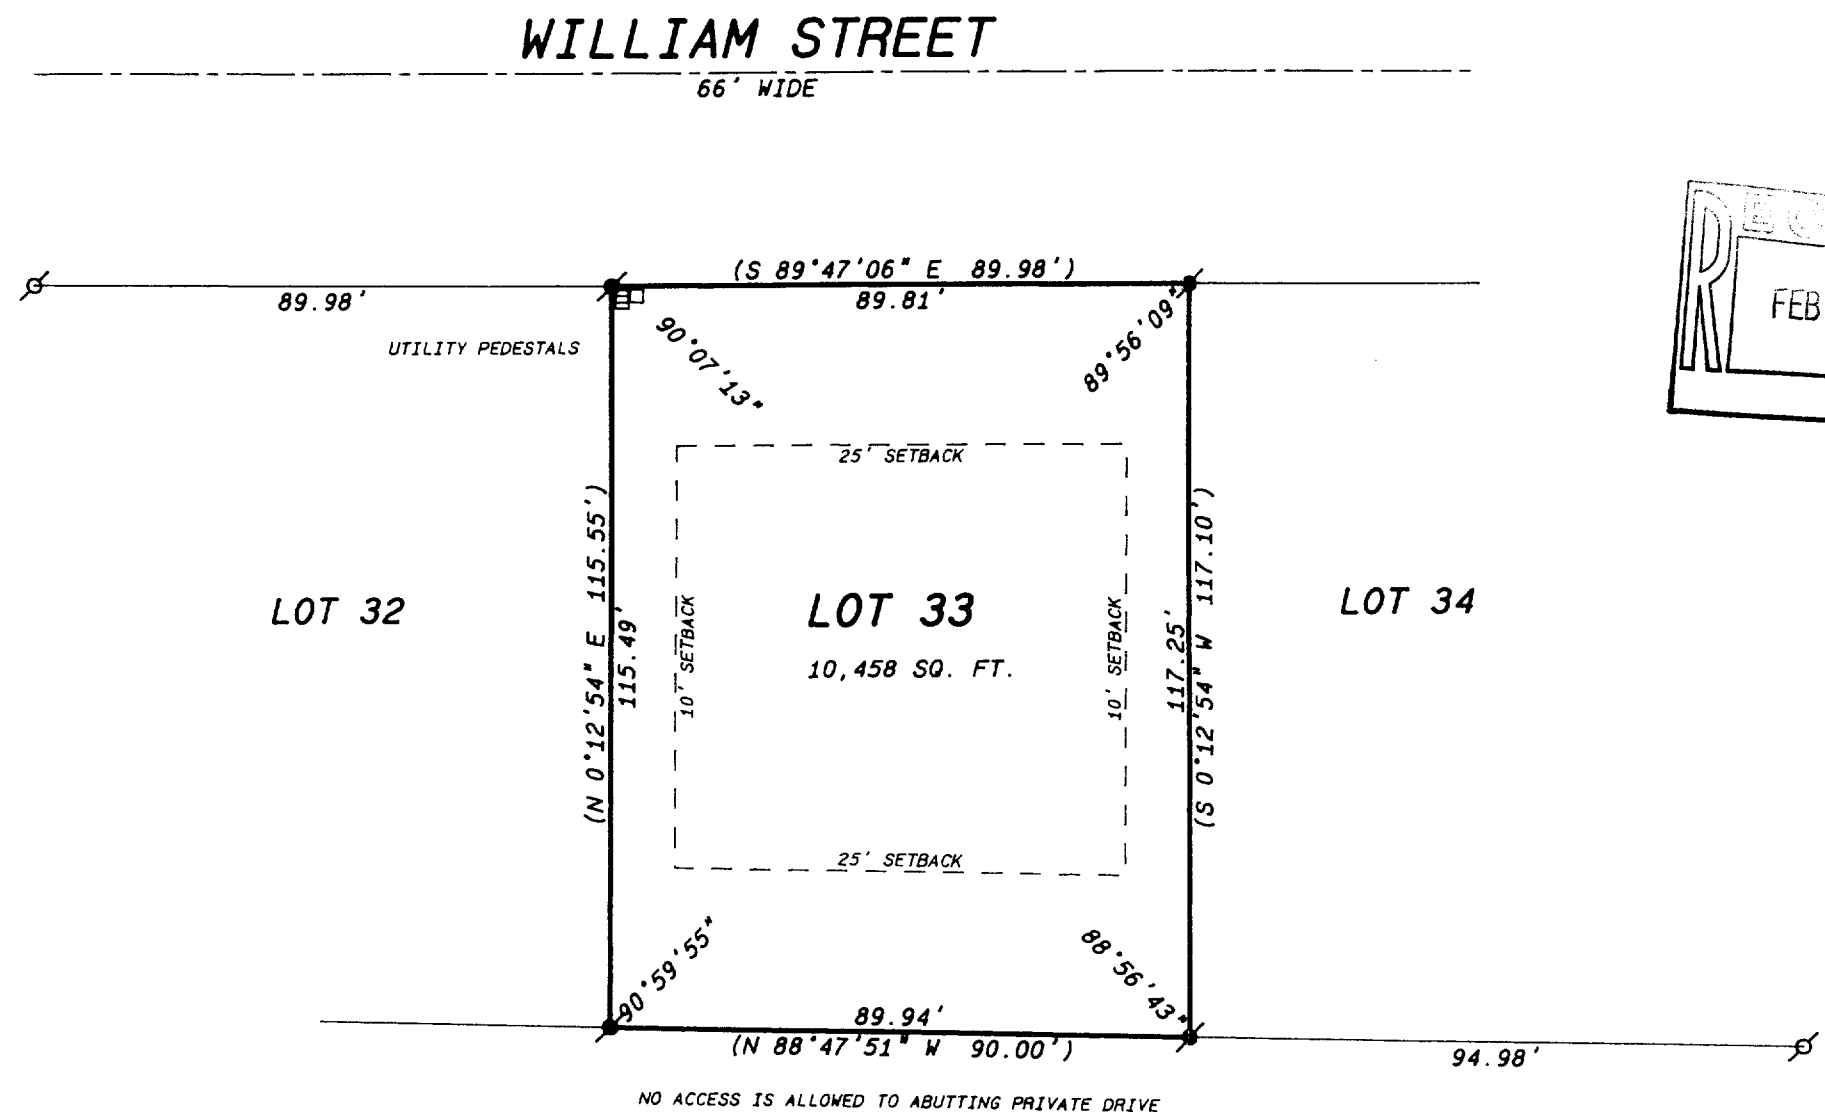 WILLIAM STREET
66' WIDE
(S 89°47'06" E 89.98')
89.98'
89.81'
UTILITY PEDESTALS
90°07'13"
89°56'09"
R
FEB
25' SETBACK
(N 0°12'54" E 115.55')
115.49'
10' SETBACK
LOT 32
LOT 33
10,458 SQ. FT.
10' SETBACK
117.25'
(S 0°12'54" W 117.10')
LOT 34
25' SETBACK
90°59'55"
88°56'43"
89.94'
(N 88°47'51" W 90.00')
94.98'
NO ACCESS IS ALLOWED TO ABUTTING PRIVATE DRIVE